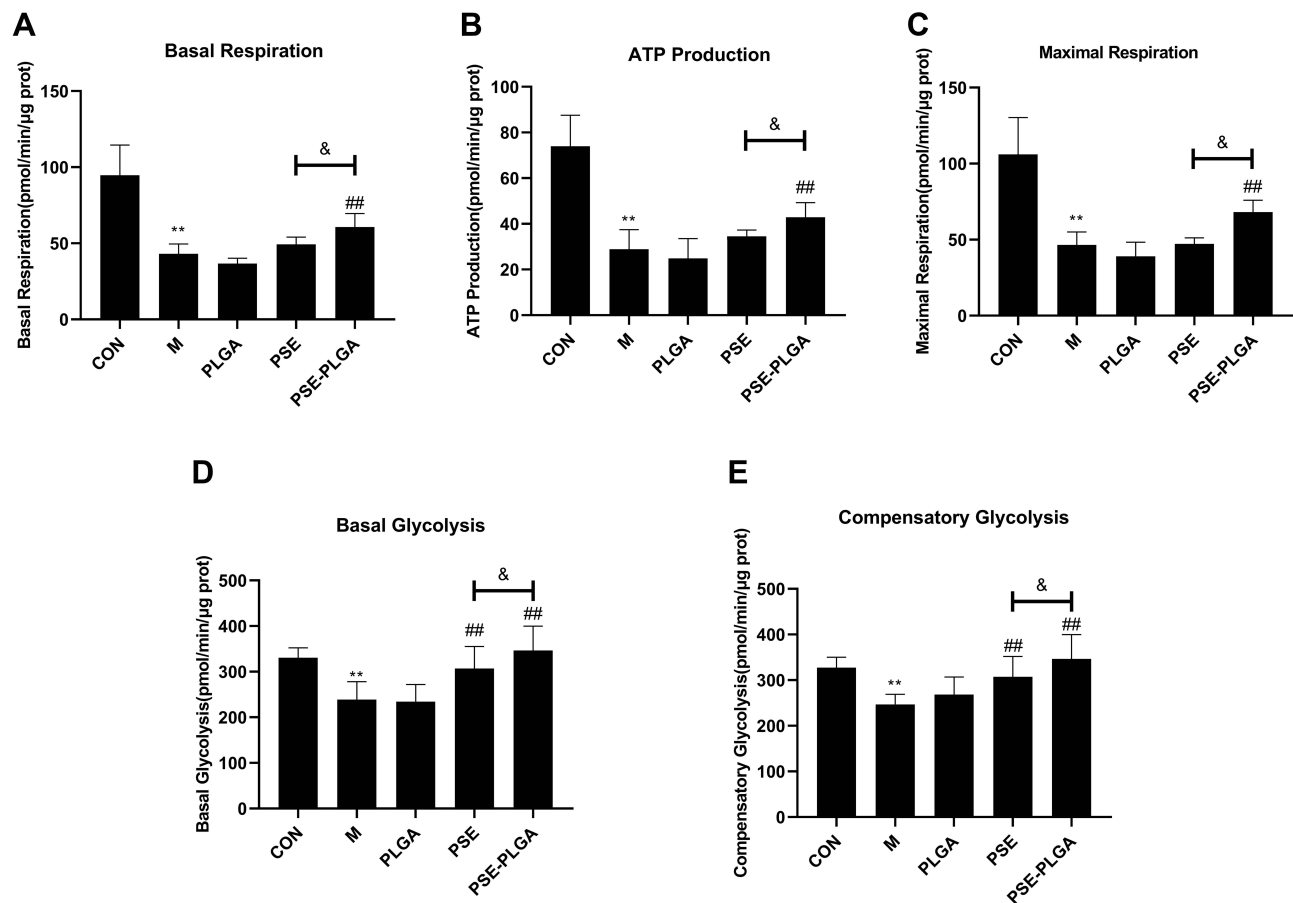 A
Basal Respiration
Basal Respiration(pmol/min/μg prot)
150
100
50
0
**
##
&
CON
M
PLGA
PSE
PSE-PLGA
B
ATP Production
ATP Production(pmol/min/μg prot)
100
80
60
40
20
0
**
##
&
CON
M
PLGA
PSE
PSE-PLGA
C
Maximal Respiration
Maximal Respiration(pmol/min/μg prot)
150
100
50
0
**
##
&
CON
M
PLGA
PSE
PSE-PLGA
D
Basal Glycolysis
Basal Glycolysis(pmol/min/μg prot)
500
400
300
200
100
0
**
##
##
&
CON
M
PLGA
PSE
PSE-PLGA
E
Compensatory Glycolysis
Compensatory Glycolysis(pmol/min/μg prot)
500
400
300
200
100
0
**
##
##
&
CON
M
PLGA
PSE
PSE-PLGA